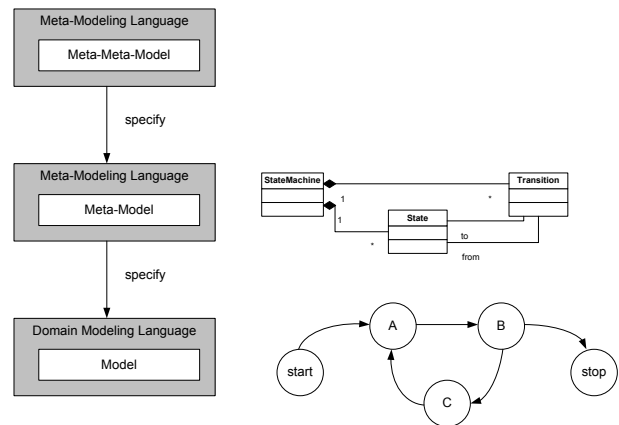 Meta-Modeling Language
Meta-Meta-Model
specify
Meta-Modeling Language
Meta-Model
StateMachine
Transition
1
*
State
1
*
to
from
specify
Domain Modeling Language
Model
A
B
start
stop
C